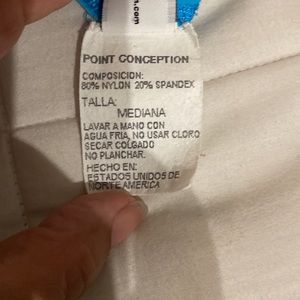 POINT CONCEPTION
COMPOSICION:
80% NYLON 20% SPANDEX
TALLA:
MEDIANA
LAVAR A MANO CON
AGUA FRIA, NO USAR CLORO
SECAR COLGADO
NO PLANCHAR.
HECHO EN:
ESTADOS UNIDOS DE
NORTE AMERICA